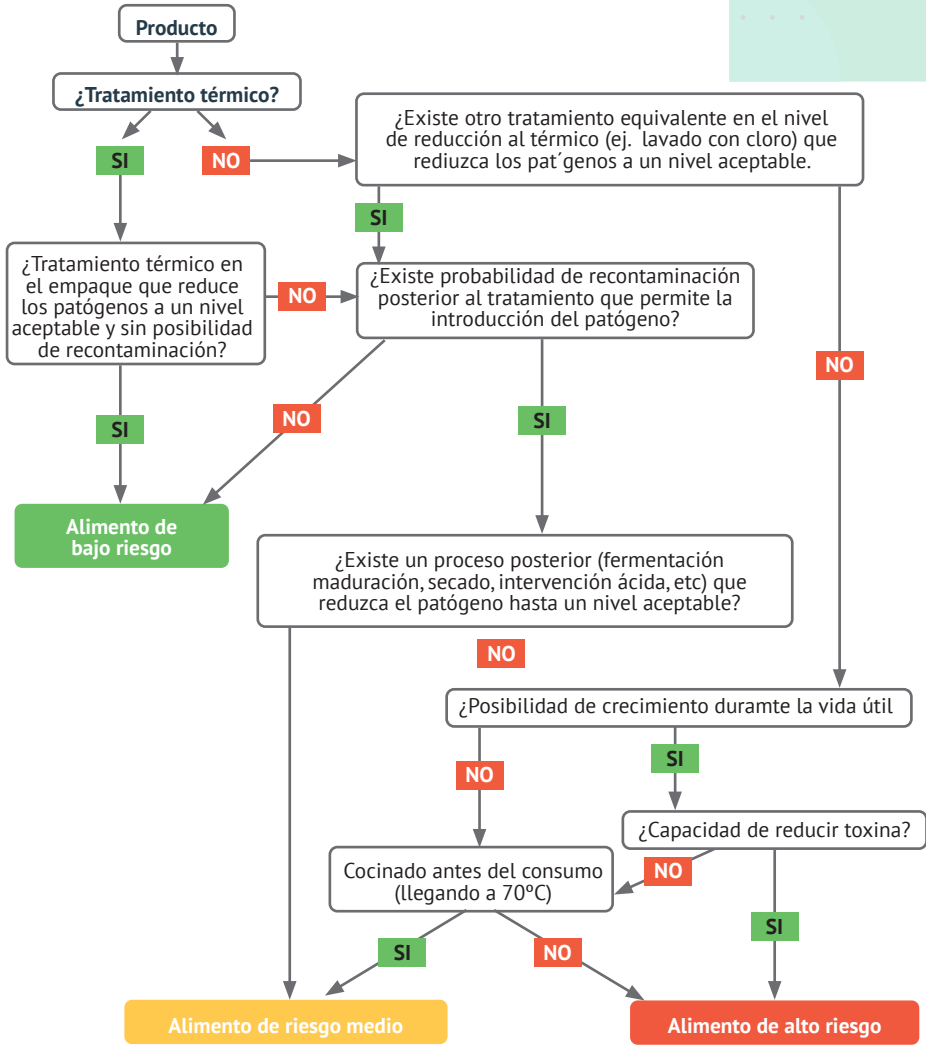 Producto
¿Tratamiento térmico?
SI
NO
¿Existe otro tratamiento equivalente en el nivel
de reducción al térmico (ej. lavado con cloro) que
rediuzca los pat´genos a un nivel aceptable.
SI
¿Tratamiento térmico en
el empaque que reduce
los patógenos a un nivel
aceptable y sin posibilidad
de recontaminación?
NO
¿Existe probabilidad de recontaminación
posterior al tratamiento que permite la
introducción del patógeno?
NO
SI
NO
SI
Alimento de
bajo riesgo
¿Existe un proceso posterior (fermentación
maduración, secado, intervención ácida, etc) que
reduzca el patógeno hasta un nivel aceptable?
NO
¿Posibilidad de crecimiento duramte la vida útil
NO
SI
¿Capacidad de reducir toxina?
Cocinado antes del consumo
(llegando a 70ºC)
NO
SI
SI
NO
Alimento de riesgo medio
Alimento de alto riesgo